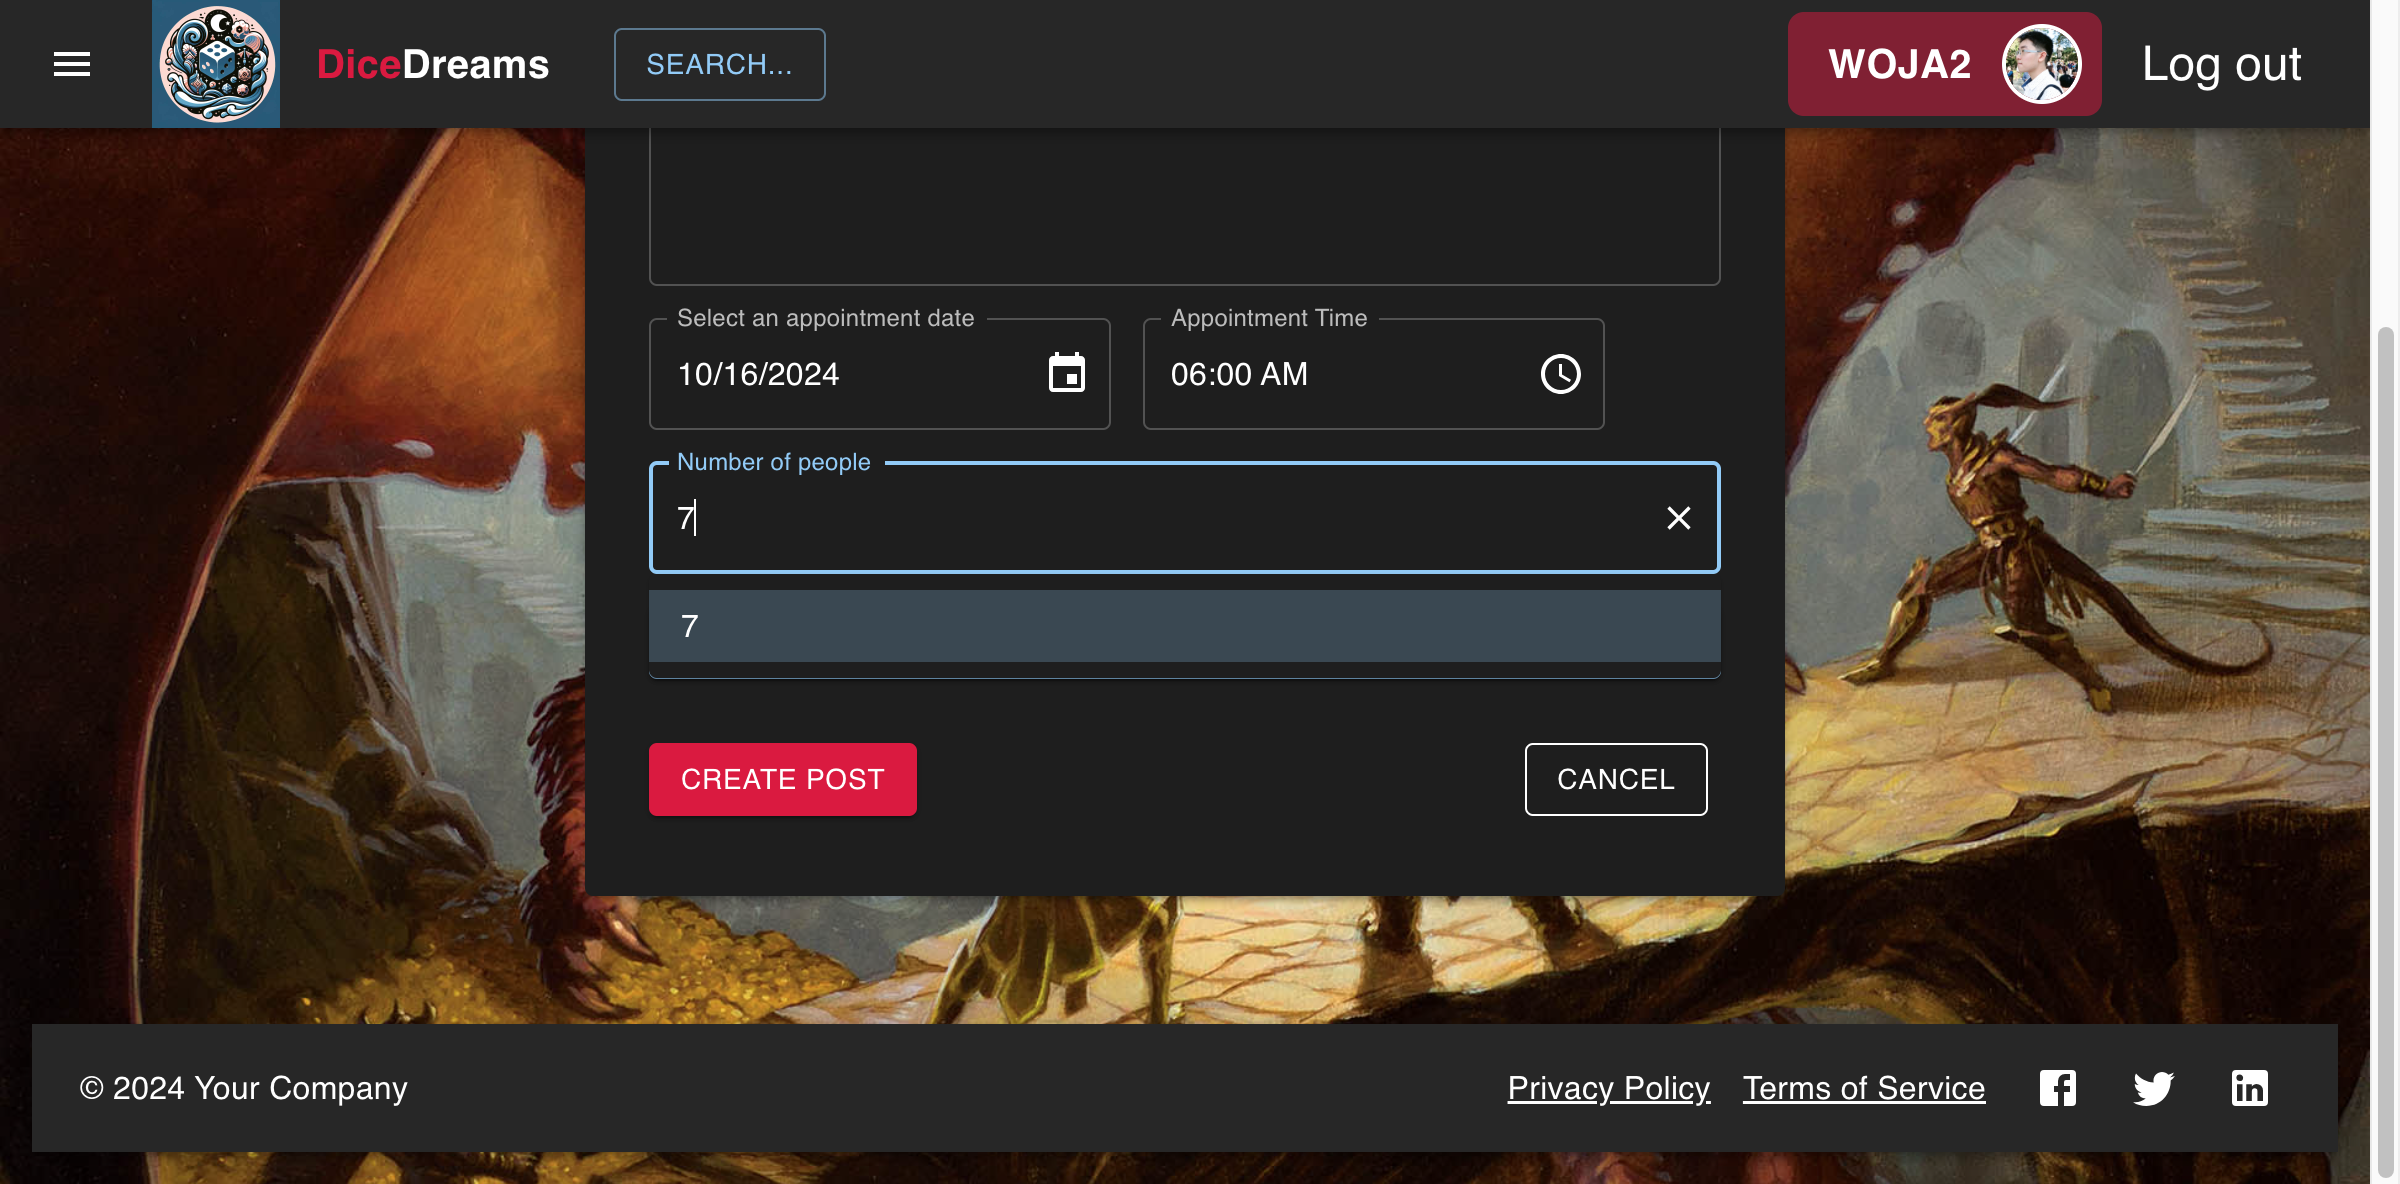 DiceDreams
SEARCH...
WOJA2
Log out
Select an appointment date
10/16/2024
Appointment Time
06:00 AM
Number of people
7
7
CREATE POST
CANCEL
© 2024 Your Company
Privacy Policy
Terms of Service